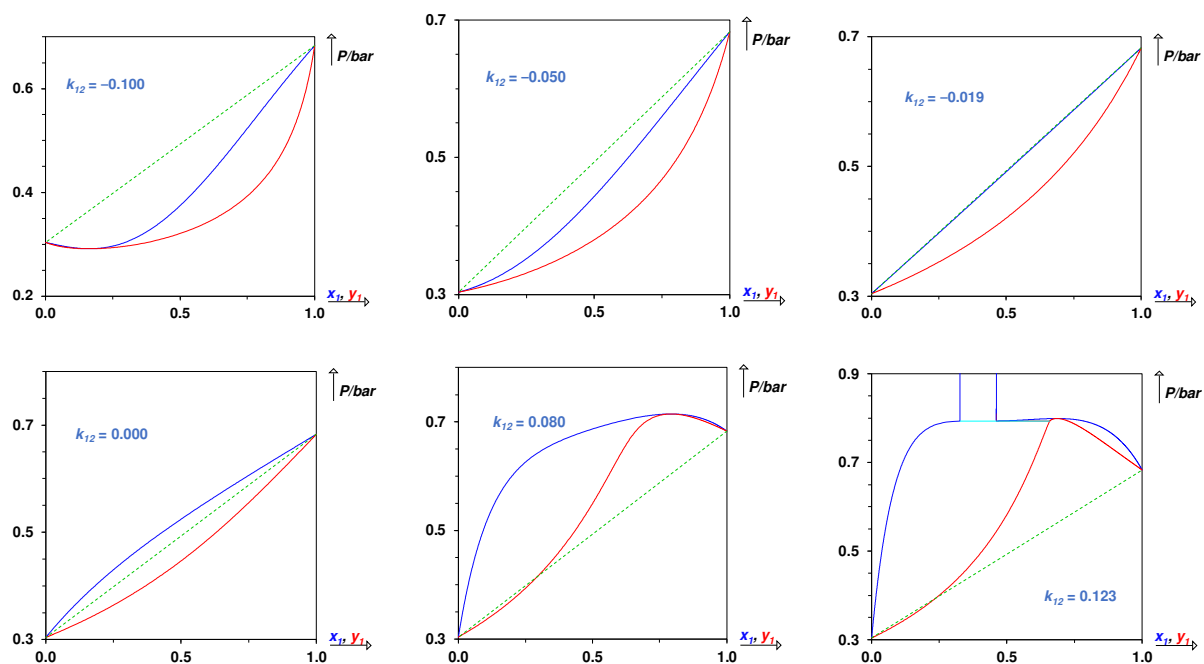 P/bar
k12 = –0.100
0.6
0.4
0.2
x1, y1
0.0
0.5
1.0
0.7
P/bar
k12 = –0.050
0.5
0.3
x1, y1
0.0
0.5
1.0
0.7
P/bar
k12 = –0.019
0.5
0.3
x1, y1
0.0
0.5
1.0
P/bar
0.7
k12 = 0.000
0.5
0.3
x1, y1
0.0
0.5
1.0
P/bar
0.7
k12 = 0.080
0.5
0.3
x1, y1
0.0
0.5
1.0
0.9
P/bar
0.7
0.5
k12 = 0.123
0.3
x1, y1
0.0
0.5
1.0